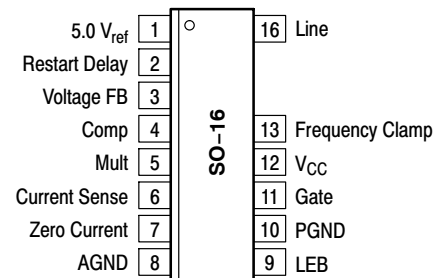 5.0 Vref 1
Restart Delay 2
Voltage FB 3
Comp 4
Mult 5
Current Sense 6
Zero Current 7
AGND 8
SO-16
16 Line
13 Frequency Clamp
12 VCC
11 Gate
10 PGND
9 LEB